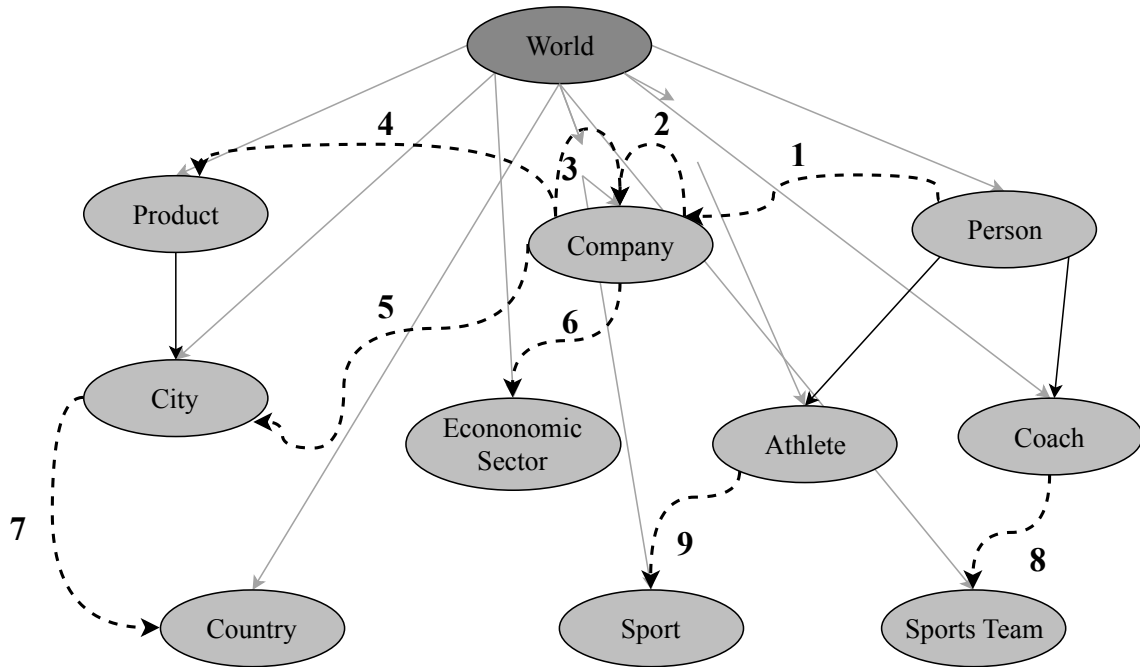 World
4
2
1
3
Product
Company
Person
5
6
City
Econonomic
Sector
Athlete
Coach
7
9
8
Country
Sport
Sports Team